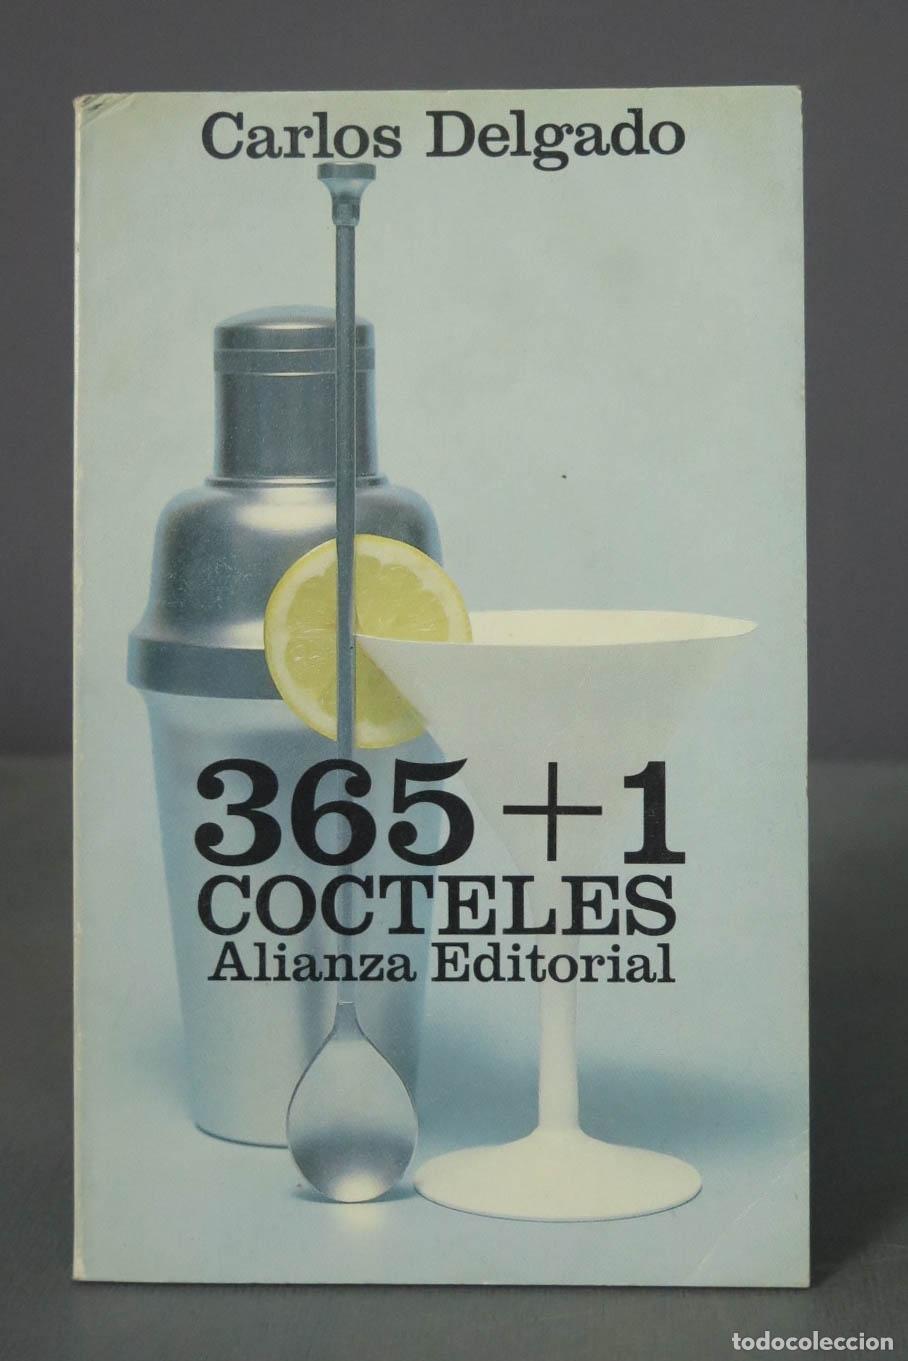 Carlos Delgado
365+1
COCTELES
Alianza Editorial
todocoleccion